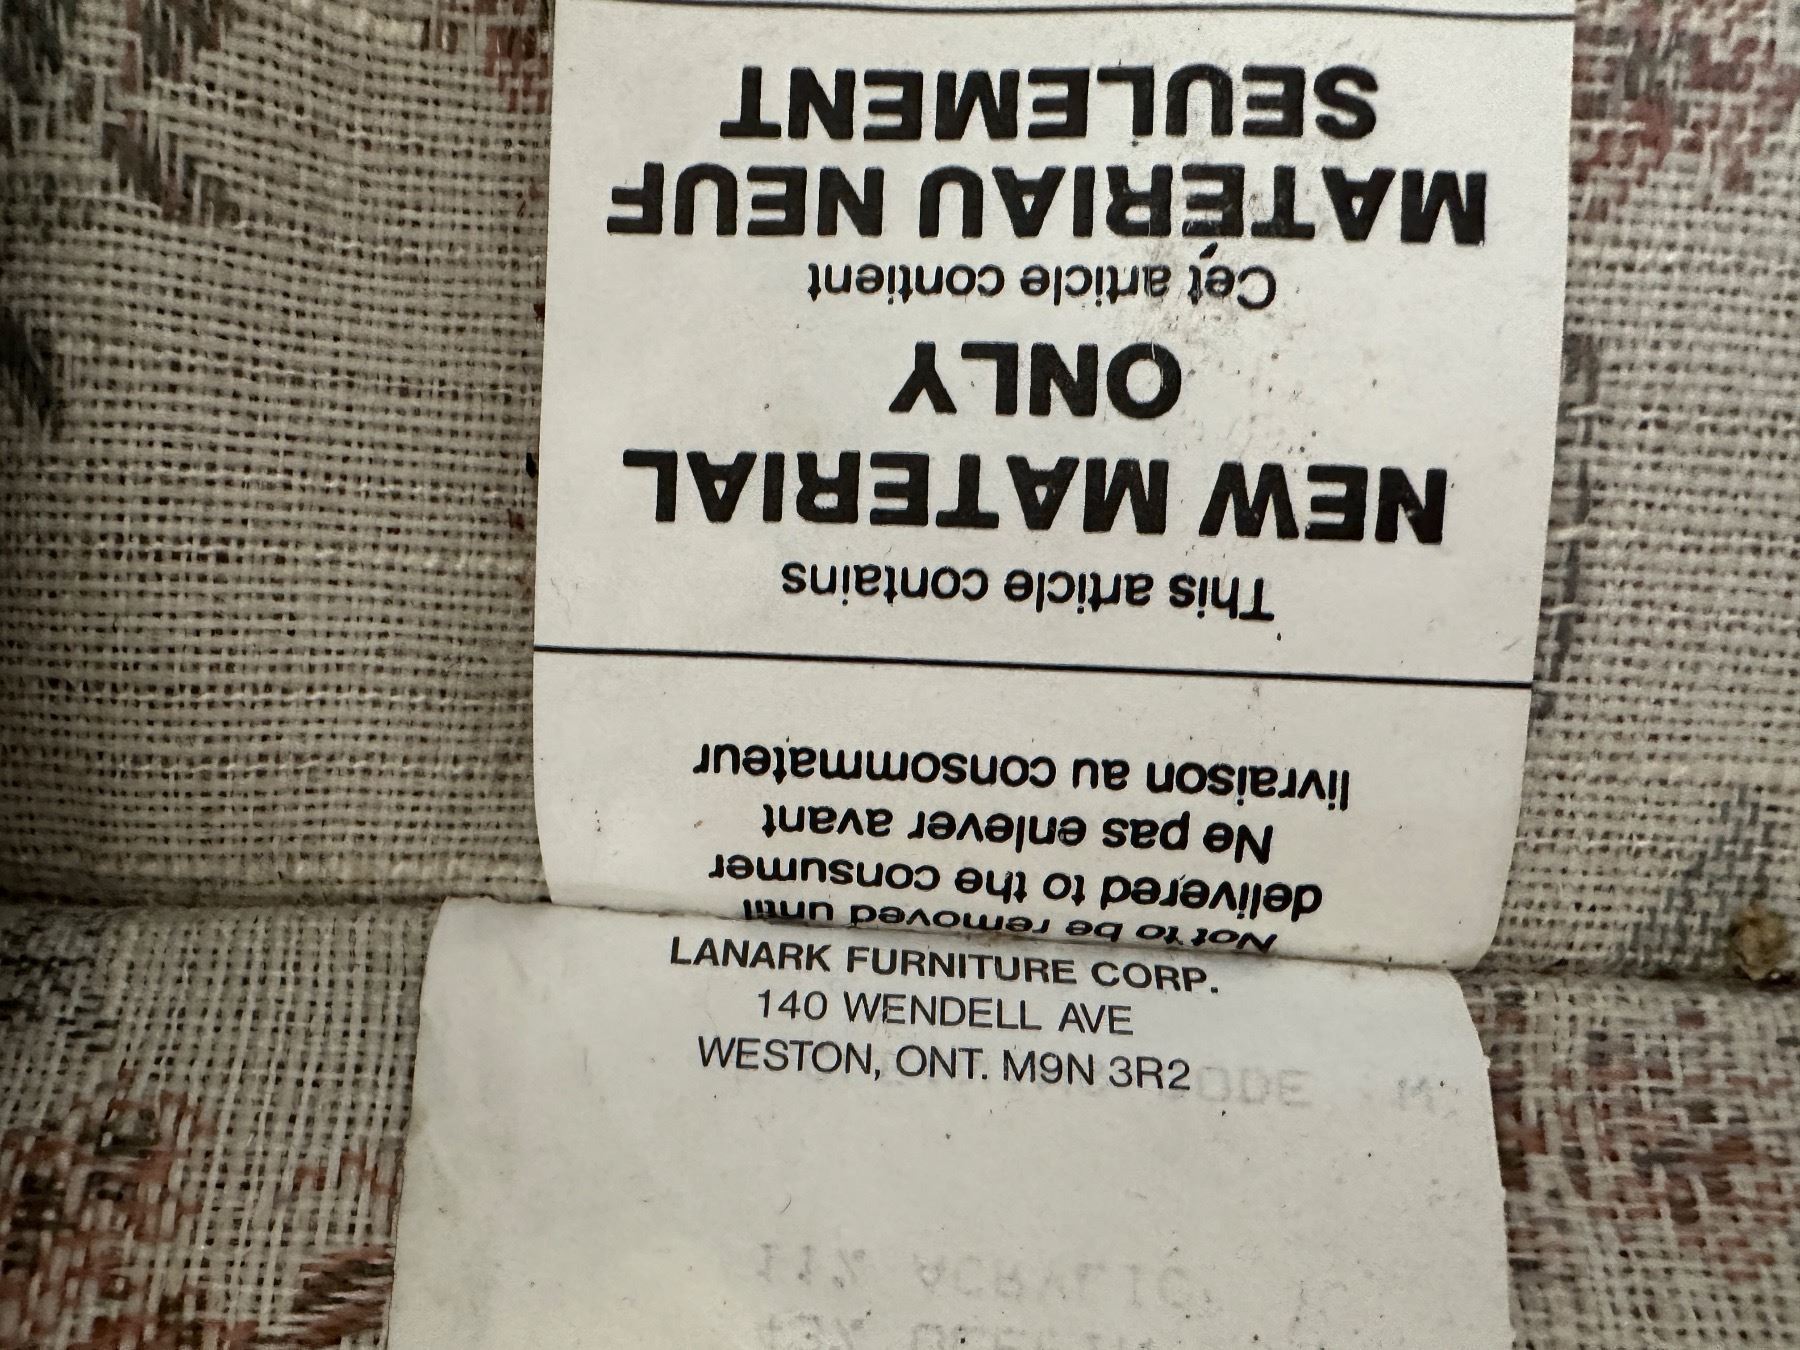 Not to be removed until
delivered to the consumer
Ne pas enlever avant
livraison au consommateur
This article contains
NEW MATERIAL
ONLY
Cet article contient
MATÉRIAU NEUF
SEULEMENT
LANARK FURNITURE CORP.
140 WENDELL AVE
WESTON, ONT. M9N 3R2
11% ACRYLIC